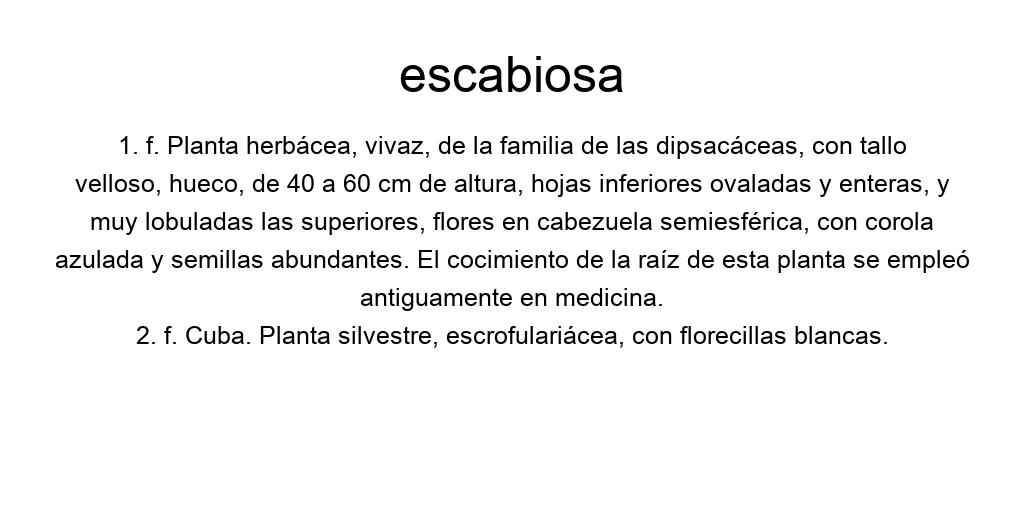 escabiosa
1. f. Planta herbácea, vivaz, de la familia de las dipsacáceas, con tallo
velloso, hueco, de 40 a 60 cm de altura, hojas inferiores ovaladas y enteras, y
muy lobuladas las superiores, flores en cabezuela semiesférica, con corola
azulada y semillas abundantes. El cocimiento de la raíz de esta planta se empleó
antiguamente en medicina.
2. f. Cuba. Planta silvestre, escrofulariácea, con florecillas blancas.